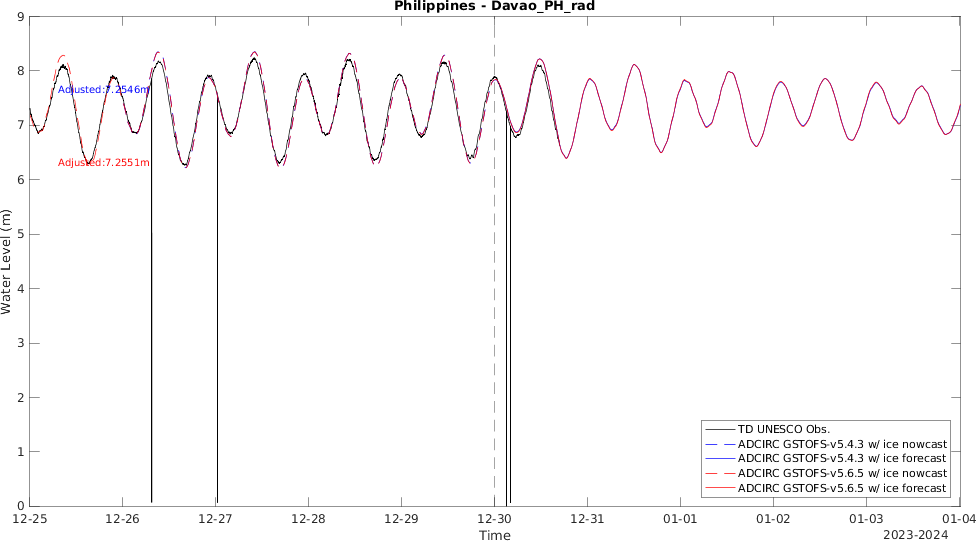 Philippines - Davao_PH_rad
9
8
7
6
5
4
3
2
1
0
Water Level (m)
Adjusted:7.2546m
Adjusted:7.2551m
TD UNESCO Obs.
ADCIRC GSTOFS-v5.4.3 w/ ice nowcast
ADCIRC GSTOFS-v5.4.3 w/ ice forecast
ADCIRC GSTOFS-v5.6.5 w/ ice nowcast
ADCIRC GSTOFS-v5.6.5 w/ ice forecast
12-25 12-26 12-27 12-28 12-29 12-30 12-31 01-01 01-02 01-03 01-04
Time
2023-2024